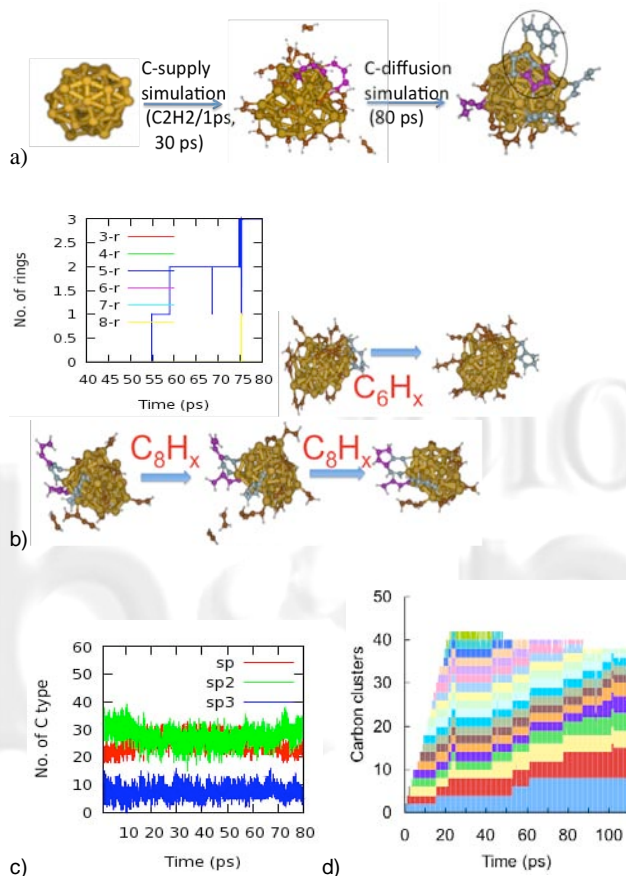 C-supply
simulation
(C2H2/1ps,
30 ps)
C-diffusion
simulation
(80 ps)
a)
No. of rings
3
2.5
2
1.5
1
0.5
0
3-r
4-r
5-r
6-r
7-r
8-r
40 45 50 55 60 65 70 75 80
Time (ps)
C6Hx
C8Hx
C8Hx
b)
No. of C type
60
50
40
30
20
10
0
sp
sp2
sp3
10 20 30 40 50 60 70 80
Time (ps)
c)
Carbon clusters
50
40
30
20
10
0
0 20 40 60 80 100
Time (ps)
d)